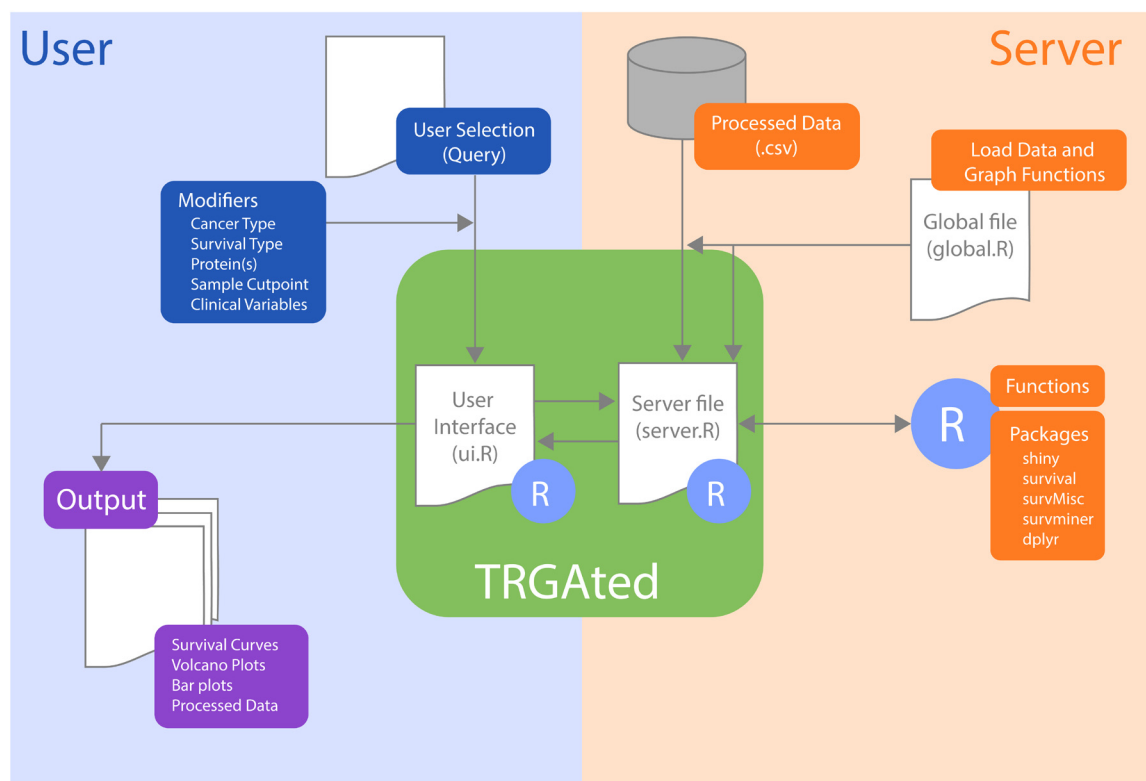 User
Server
User Selection
(Query)
Processed Data
(.csv)
Load Data and
Graph Functions
Modifiers
Cancer Type
Survival Type
Protein(s)
Sample Cutpoint
Clinical Variables
Global file
(global.R)
User
Interface
(ui.R)
R
Server file
(server.R)
R
R
Functions
Packages
shiny
survival
survMisc
survminer
dplyr
Output
TRGAted
Survival Curves
Volcano Plots
Bar plots
Processed Data